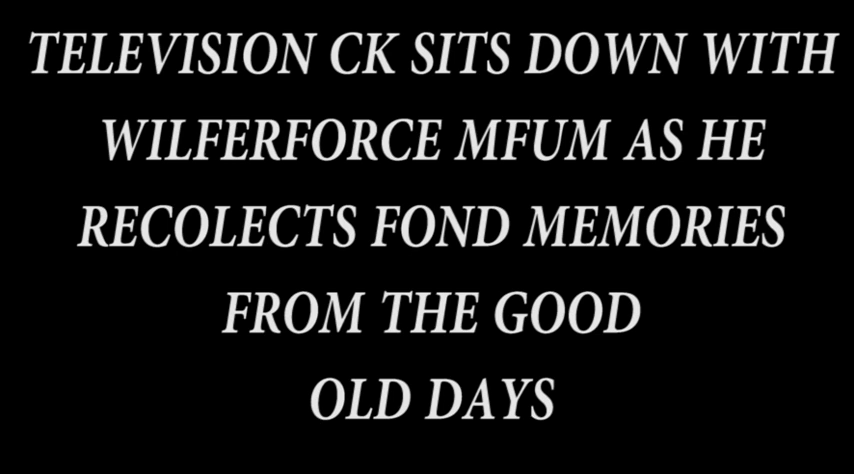 TELEVISION CK SITS DOWN WITH
WILFERFORCE MFUM AS HE
RECOLECTS FOND MEMORIES
FROM THE GOOD
OLD DAYS